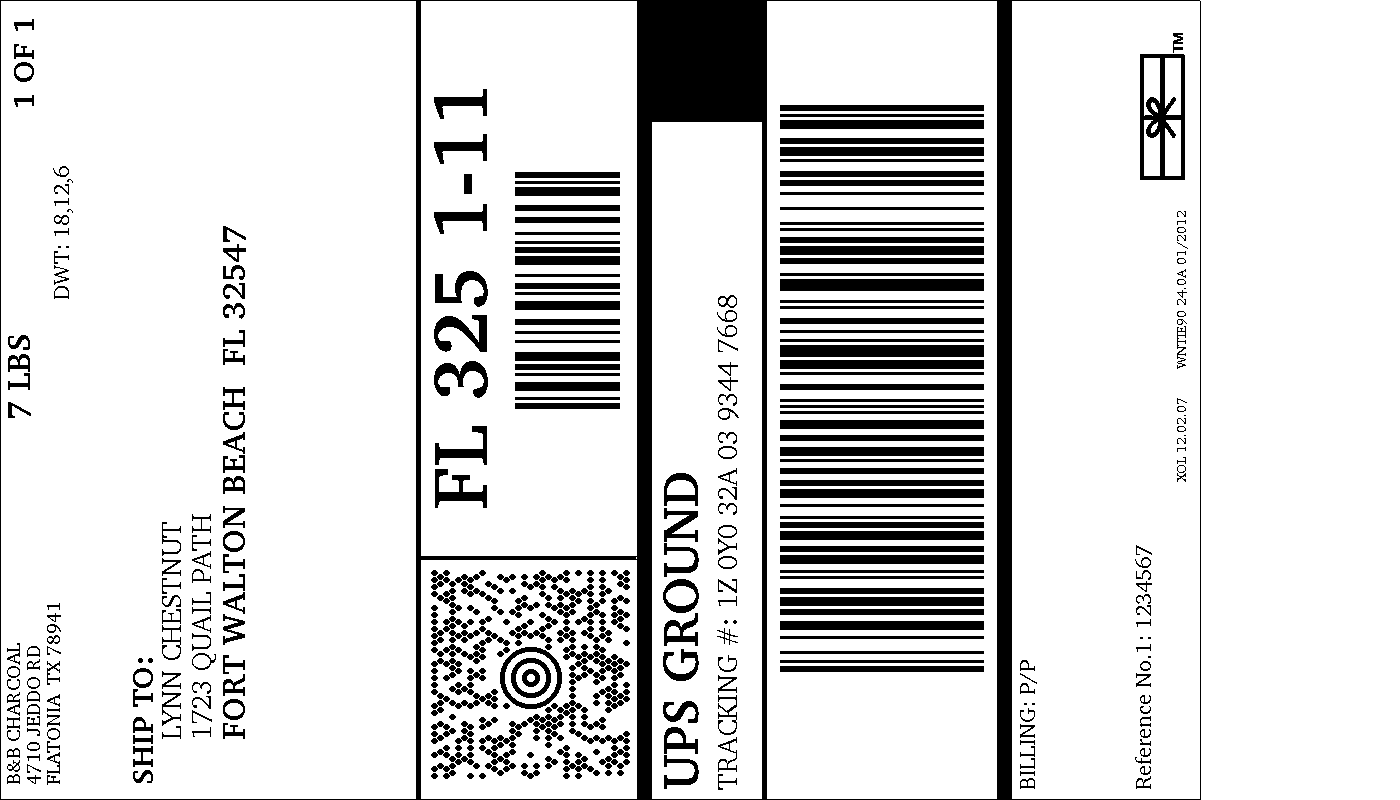 B&B CHARCOAL
4710 JEDDO RD
FLATONIA  TX 78941
7 LBS
1 OF 1
DWT: 18,12,6
SHIP TO:
LYNN CHESTNUT
1723 QUAIL PATH
FORT WALTON BEACH  FL 32547
FL 325 1-11
UPS GROUND
TRACKING #: 1Z 0Y0 32A 03 9344 7668
BILLING: P/P
Reference No.1: 1234567
XOL 12.02.07
WNTIE90 24.0A 01/2012
TM